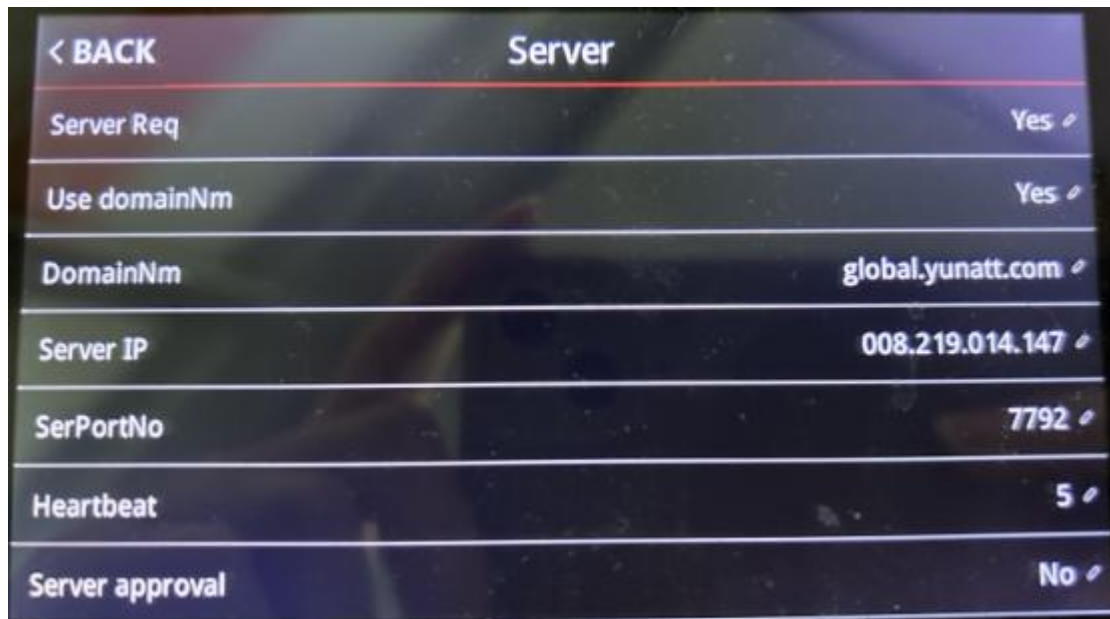 < BACK Server
Server Req Yes
Use domainNm Yes
DomainNm global.yunatt.com
Server IP 008.219.014.147
SerPortNo 7792
Heartbeat 5
Server approval No